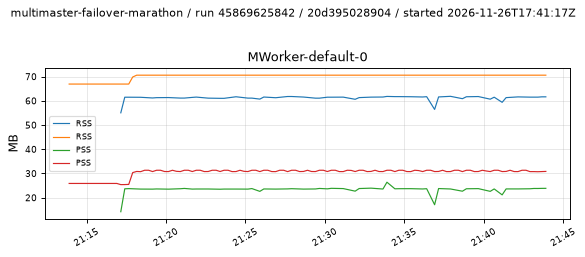 multimaster-failover-marathon / run 45869625842 / 20d395028904 / started 2026-11-26T17:41:17Z
MWorker-default-0
MB
70
60
50
40
30
20
RSS
RSS
PSS
PSS
21:15
21:20
21:25
21:30
21:35
21:40
21:45